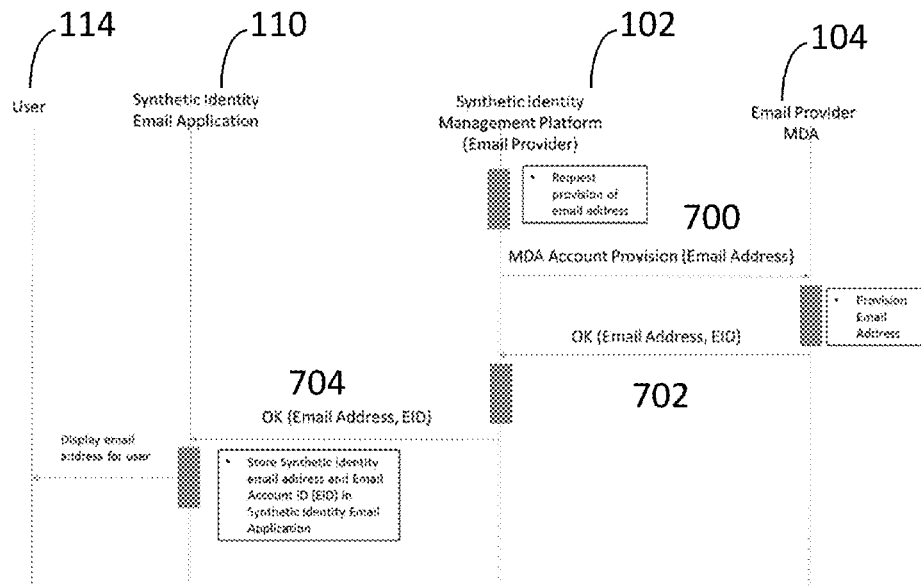 114
110
102
104
User
Synthetic Identity
Email Application
Synthetic Identity
Management Platform
(Email Provider)
Email Provider
MDA
• Request
provision of
email address
700
MDA Account Provision (Email Address)
• Provision
Email
Address
OK (Email Address, EID)
702
704
OK (Email Address, EID)
Display email
address for user
• Store Synthetic identity
email address and Email
Account ID (EID) in
Synthetic Identity Email
Application